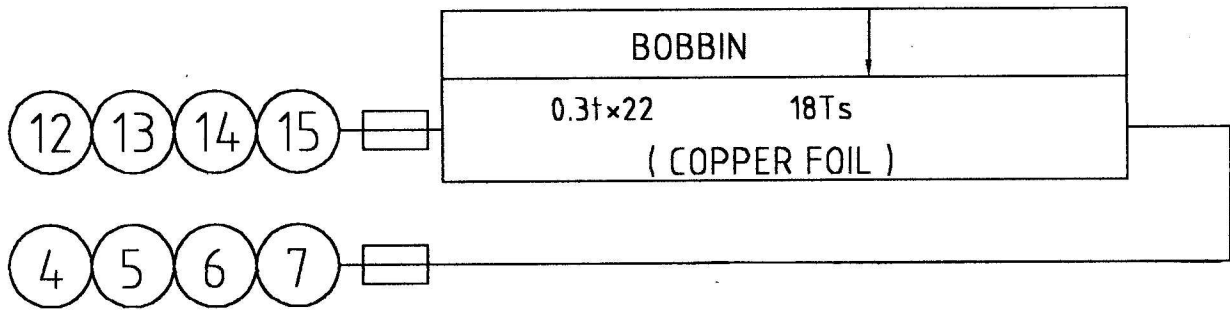 BOBBIN
0.3t×22 18Ts
12 13 14 15
( COPPER FOIL )
4 5 6 7